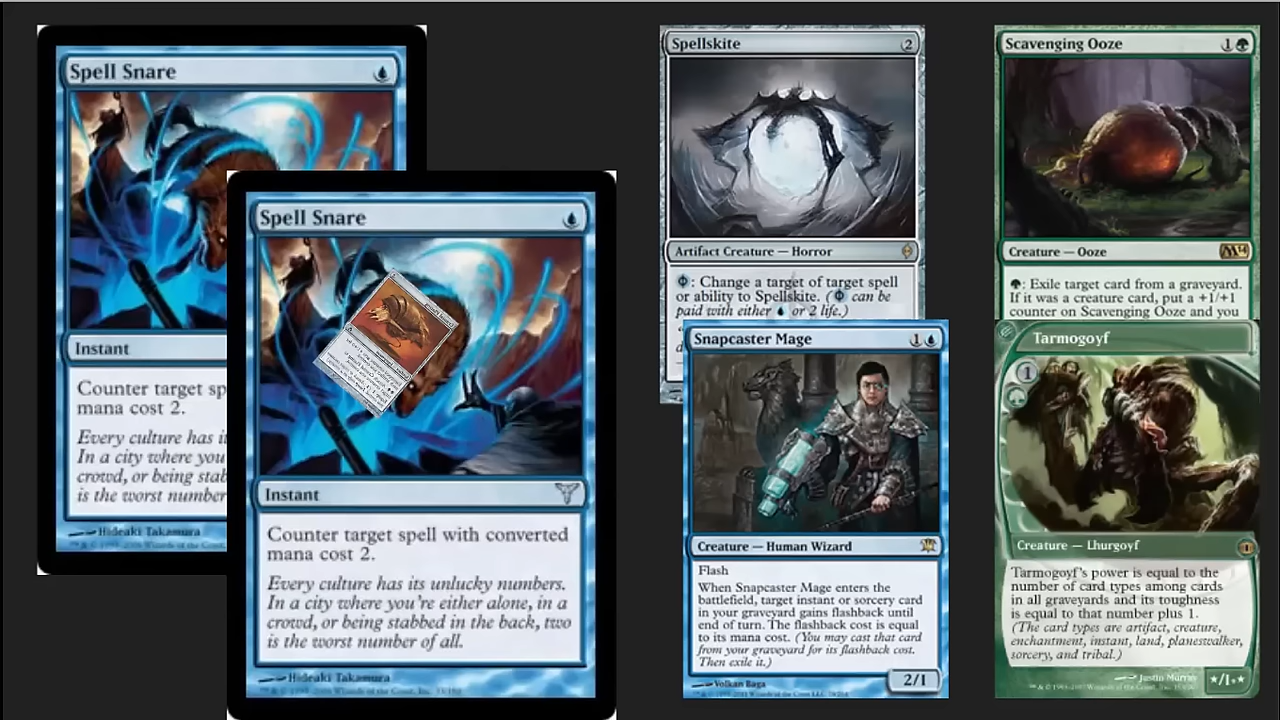 Spell Snare
Instant
Counter target sp
mana cost 2.
Every culture has i
In a city where you
crowd, or being stab
is the worst number
Hideaki Takamura
Spell Snare
Instant
Counter target spell with converted
mana cost 2.
Every culture has its unlucky numbers.
In a city where you're either alone, in a
crowd, or being stabbed in the back, two
is the worst number of all.
Hideaki Takamura
Spellskite
2
Artifact Creature — Horror
: Change a target of target spell
or ability to Spellskite. ( can be
paid with either or 2 life.)
Snapcaster Mage
1
Creature — Human Wizard
Flash
When Snapcaster Mage enters the
battlefield, target instant or sorcery card
in your graveyard gains flashback until
end of turn. The flashback cost is equal
to its mana cost. (You may cast that card
from your graveyard for its flashback cost.
Then exile it.)
2/1
Volkan Baga
Scavenging Ooze
1
Creature — Ooze
M14
: Exile target card from a graveyard.
If it was a creature card, put a +1/+1
counter on Scavenging Ooze and you
Tarmogoyf
1
Creature — Lhurgoyf
Tarmogoyf's power is equal to the
number of card types among cards
in all graveyards and its toughness
is equal to that number plus 1.
(The card types are artifact, creature,
enchantment, instant, land, planeswalker,
sorcery, and tribal.)
Justin Murray
*/1+*